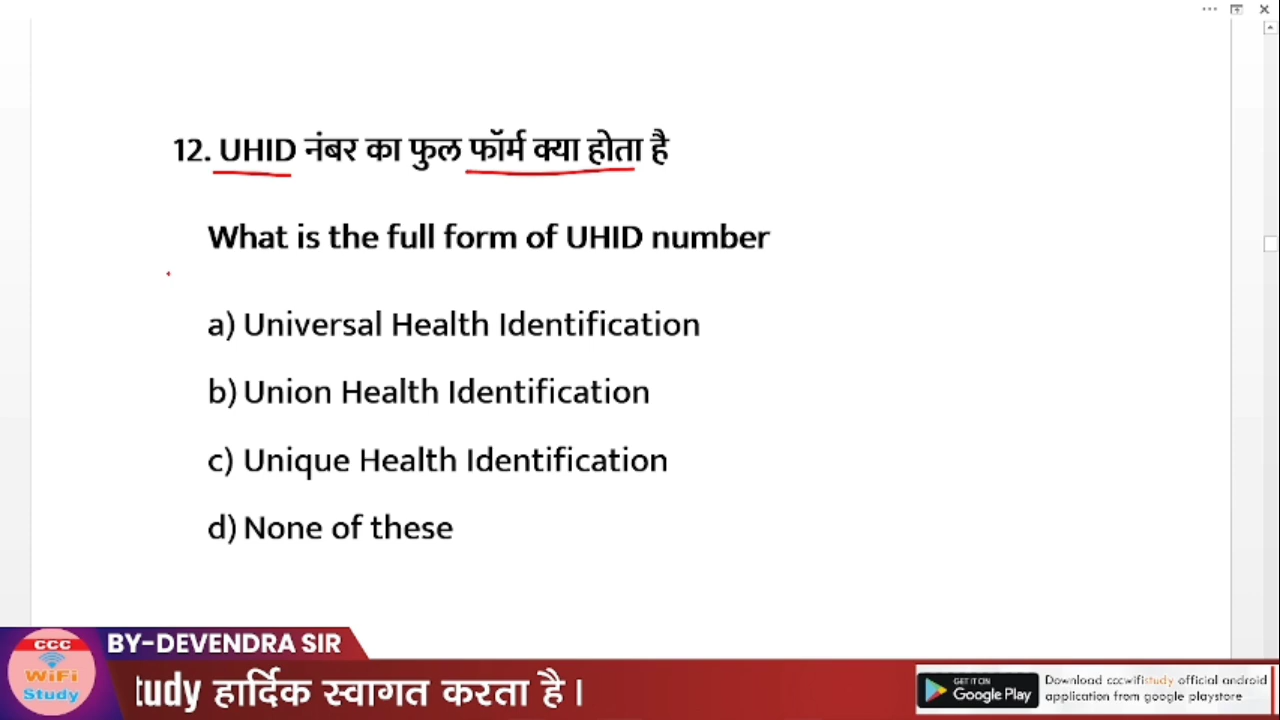 12. UHID नंबर का फुल फॉर्म क्या होता है
What is the full form of UHID number
a) Universal Health Identification
b) Union Health Identification
c) Unique Health Identification
d) None of these
CCC
WiFi
Study
BY-DEVENDRA SIR
tudy हार्दिक स्वागत करता है।
GET IT ON
Google Play
Download cccwifistudy official android
application from google playstore